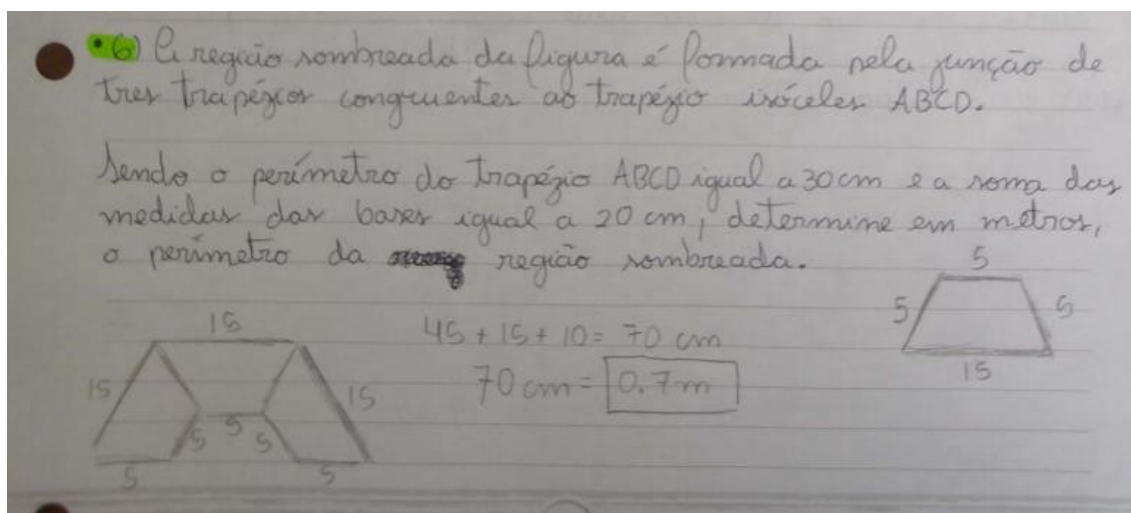 • 6) A região sombreada da figura é formada pela junção de
tres trapézios congruentes ao trapézio isóceles ABCD.
Sendo o perímetro do trapézio ABCD igual a 30 cm e a soma das
medidas das bases igual a 20 cm, determine em metros,
o perímetro da região sombreada.
5
5 5
15
15
45 + 15 + 10 = 70 cm
70 cm = 0.7 m
15 15
5 5 5
5 5